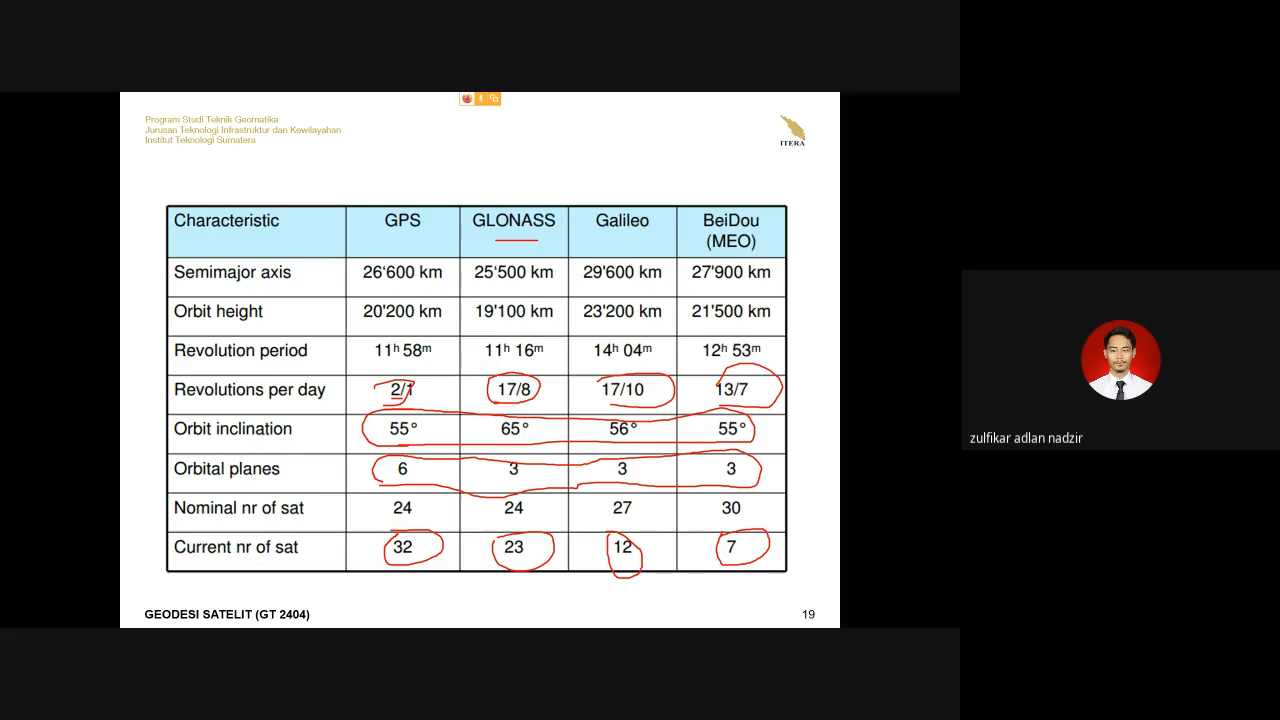 Program Studi Teknik Geomatika
Jurusan Teknologi Infrastruktur dan Kewilayahan
Institut Teknologi Sumatera
ITERA
Characteristic GPS GLONASS Galileo BeiDou (MEO)
Semimajor axis 26'600 km 25'500 km 29'600 km 27'900 km
Orbit height 20'200 km 19'100 km 23'200 km 21'500 km
Revolution period 11ʰ 58ᵐ 11ʰ 16ᵐ 14ʰ 04ᵐ 12ʰ 53ᵐ
Revolutions per day 2/1 17/8 17/10 13/7
Orbit inclination 55° 65° 56° 55°
Orbital planes 6 3 3 3
Nominal nr of sat 24 24 27 30
Current nr of sat 32 23 12 7
GEODESI SATELIT (GT 2404) 19
zulfikar adlan nadzir